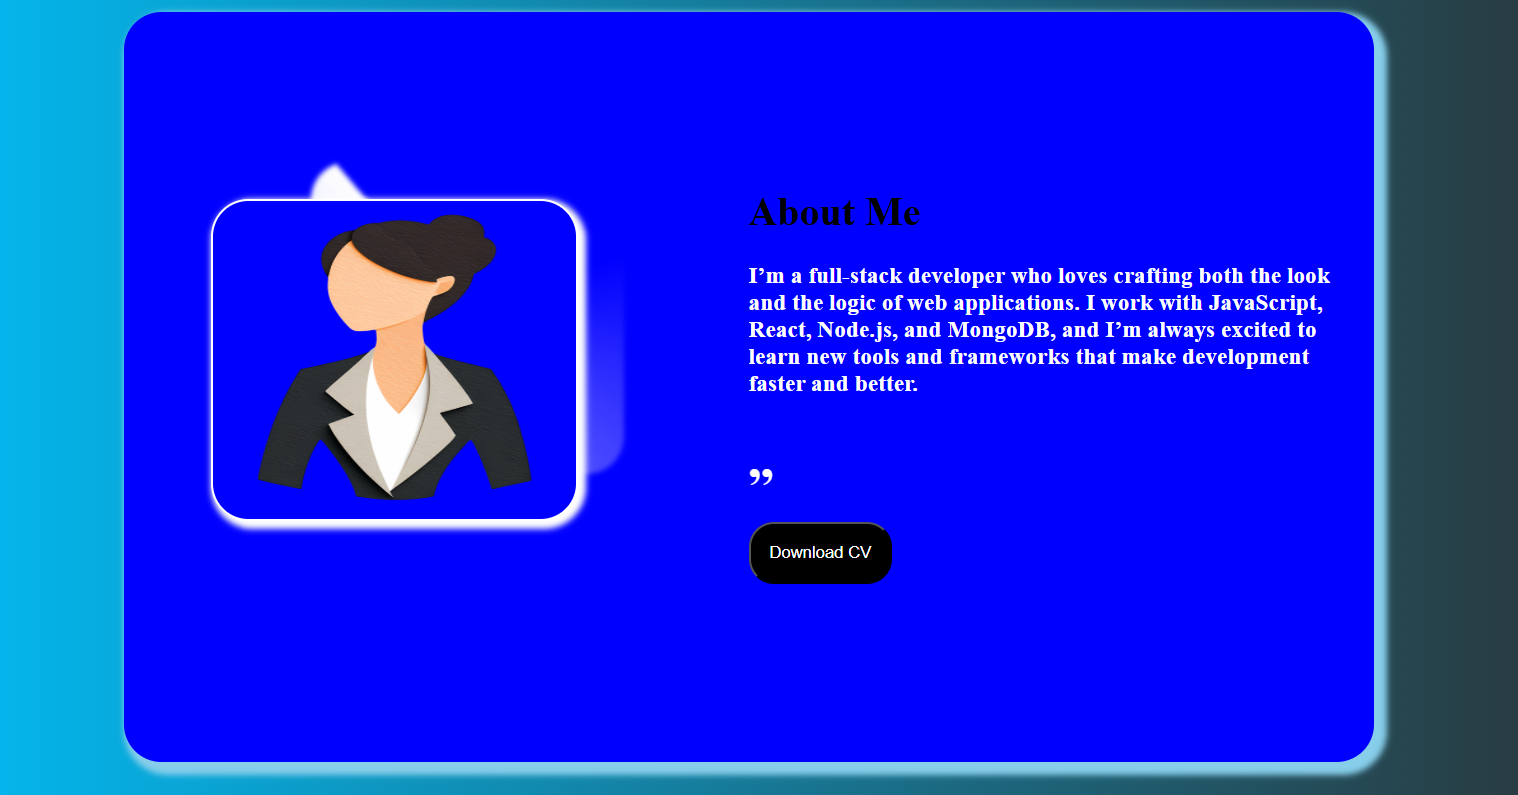 About Me
I’m a full-stack developer who loves crafting both the look
and the logic of web applications. I work with JavaScript,
React, Node.js, and MongoDB, and I’m always excited to
learn new tools and frameworks that make development
faster and better.
”
Download CV